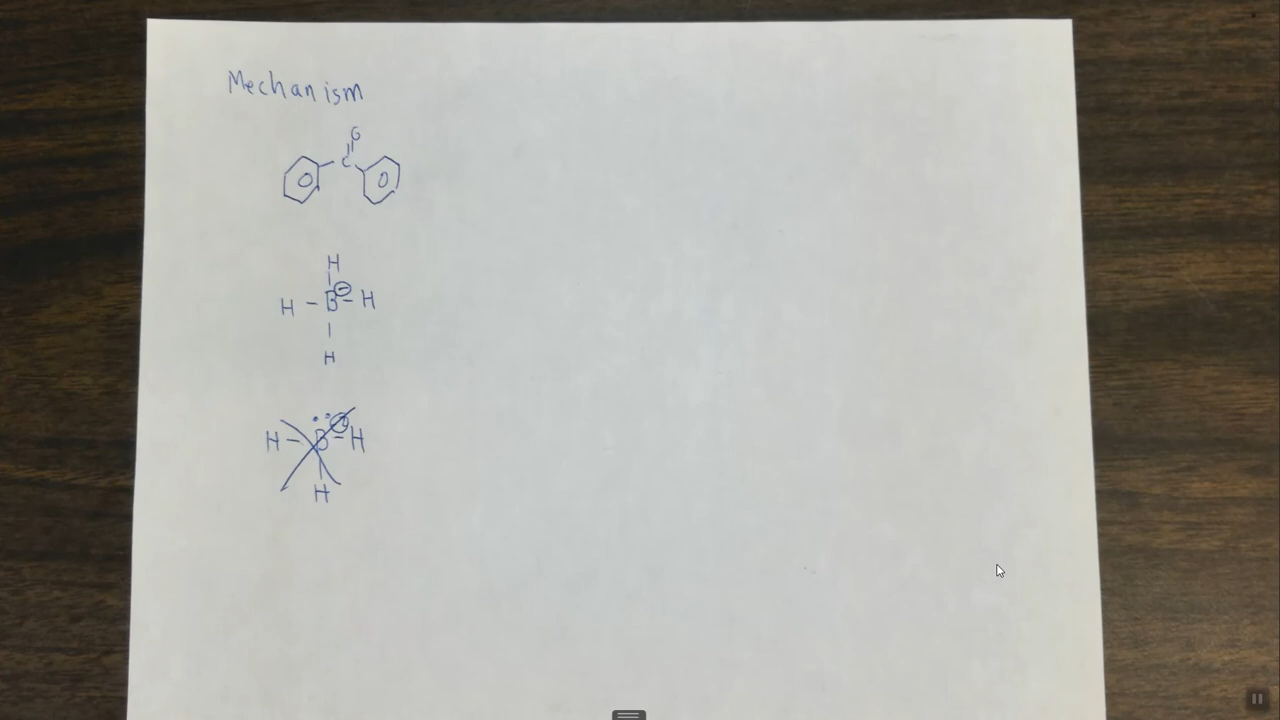 Mechanism
O
C
H
H - B ⊖ - H
H
H - B ⊖ - H
H